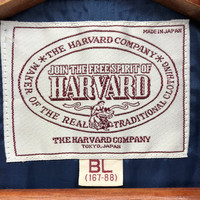 MADE IN JAPAN
* THE HARVARD COMPANY *
MAKER OF THE REAL TRADITIONAL CLOTHING
JOIN THE FREE SPIRIT OF
HARVARD
THE HARVARD COMPANY
TOKYO, JAPAN
BL
(167-88)